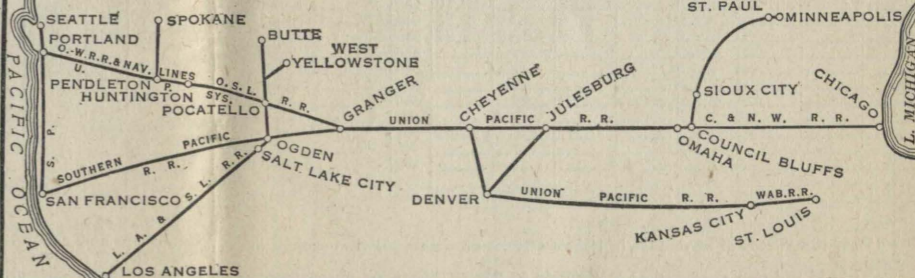 SEATTLE
SPOKANE
ST. PAUL
MINNEAPOLIS
PORTLAND
BUTTE
WEST
YELLOWSTONE
O.-W.R.R.& NAV. LINES
U. P. SYS.
PENDLETON
HUNTINGTON
O. S. L. R. R.
POCATELLO
GRANGER
CHEYENNE
JULESBURG
SIOUX CITY
CHICAGO
L. MICHIGAN
UNION PACIFIC R. R.
C. & N. W. R. R.
OMAHA
COUNCIL BLUFFS
PACIFIC OCEAN
S. P.
SOUTHERN PACIFIC
R. R.
OGDEN
SALT LAKE CITY
SAN FRANCISCO
L. A. & S. L. R. R.
DENVER
UNION PACIFIC R. R.
WAB.R.R.
KANSAS CITY
ST. LOUIS
LOS ANGELES